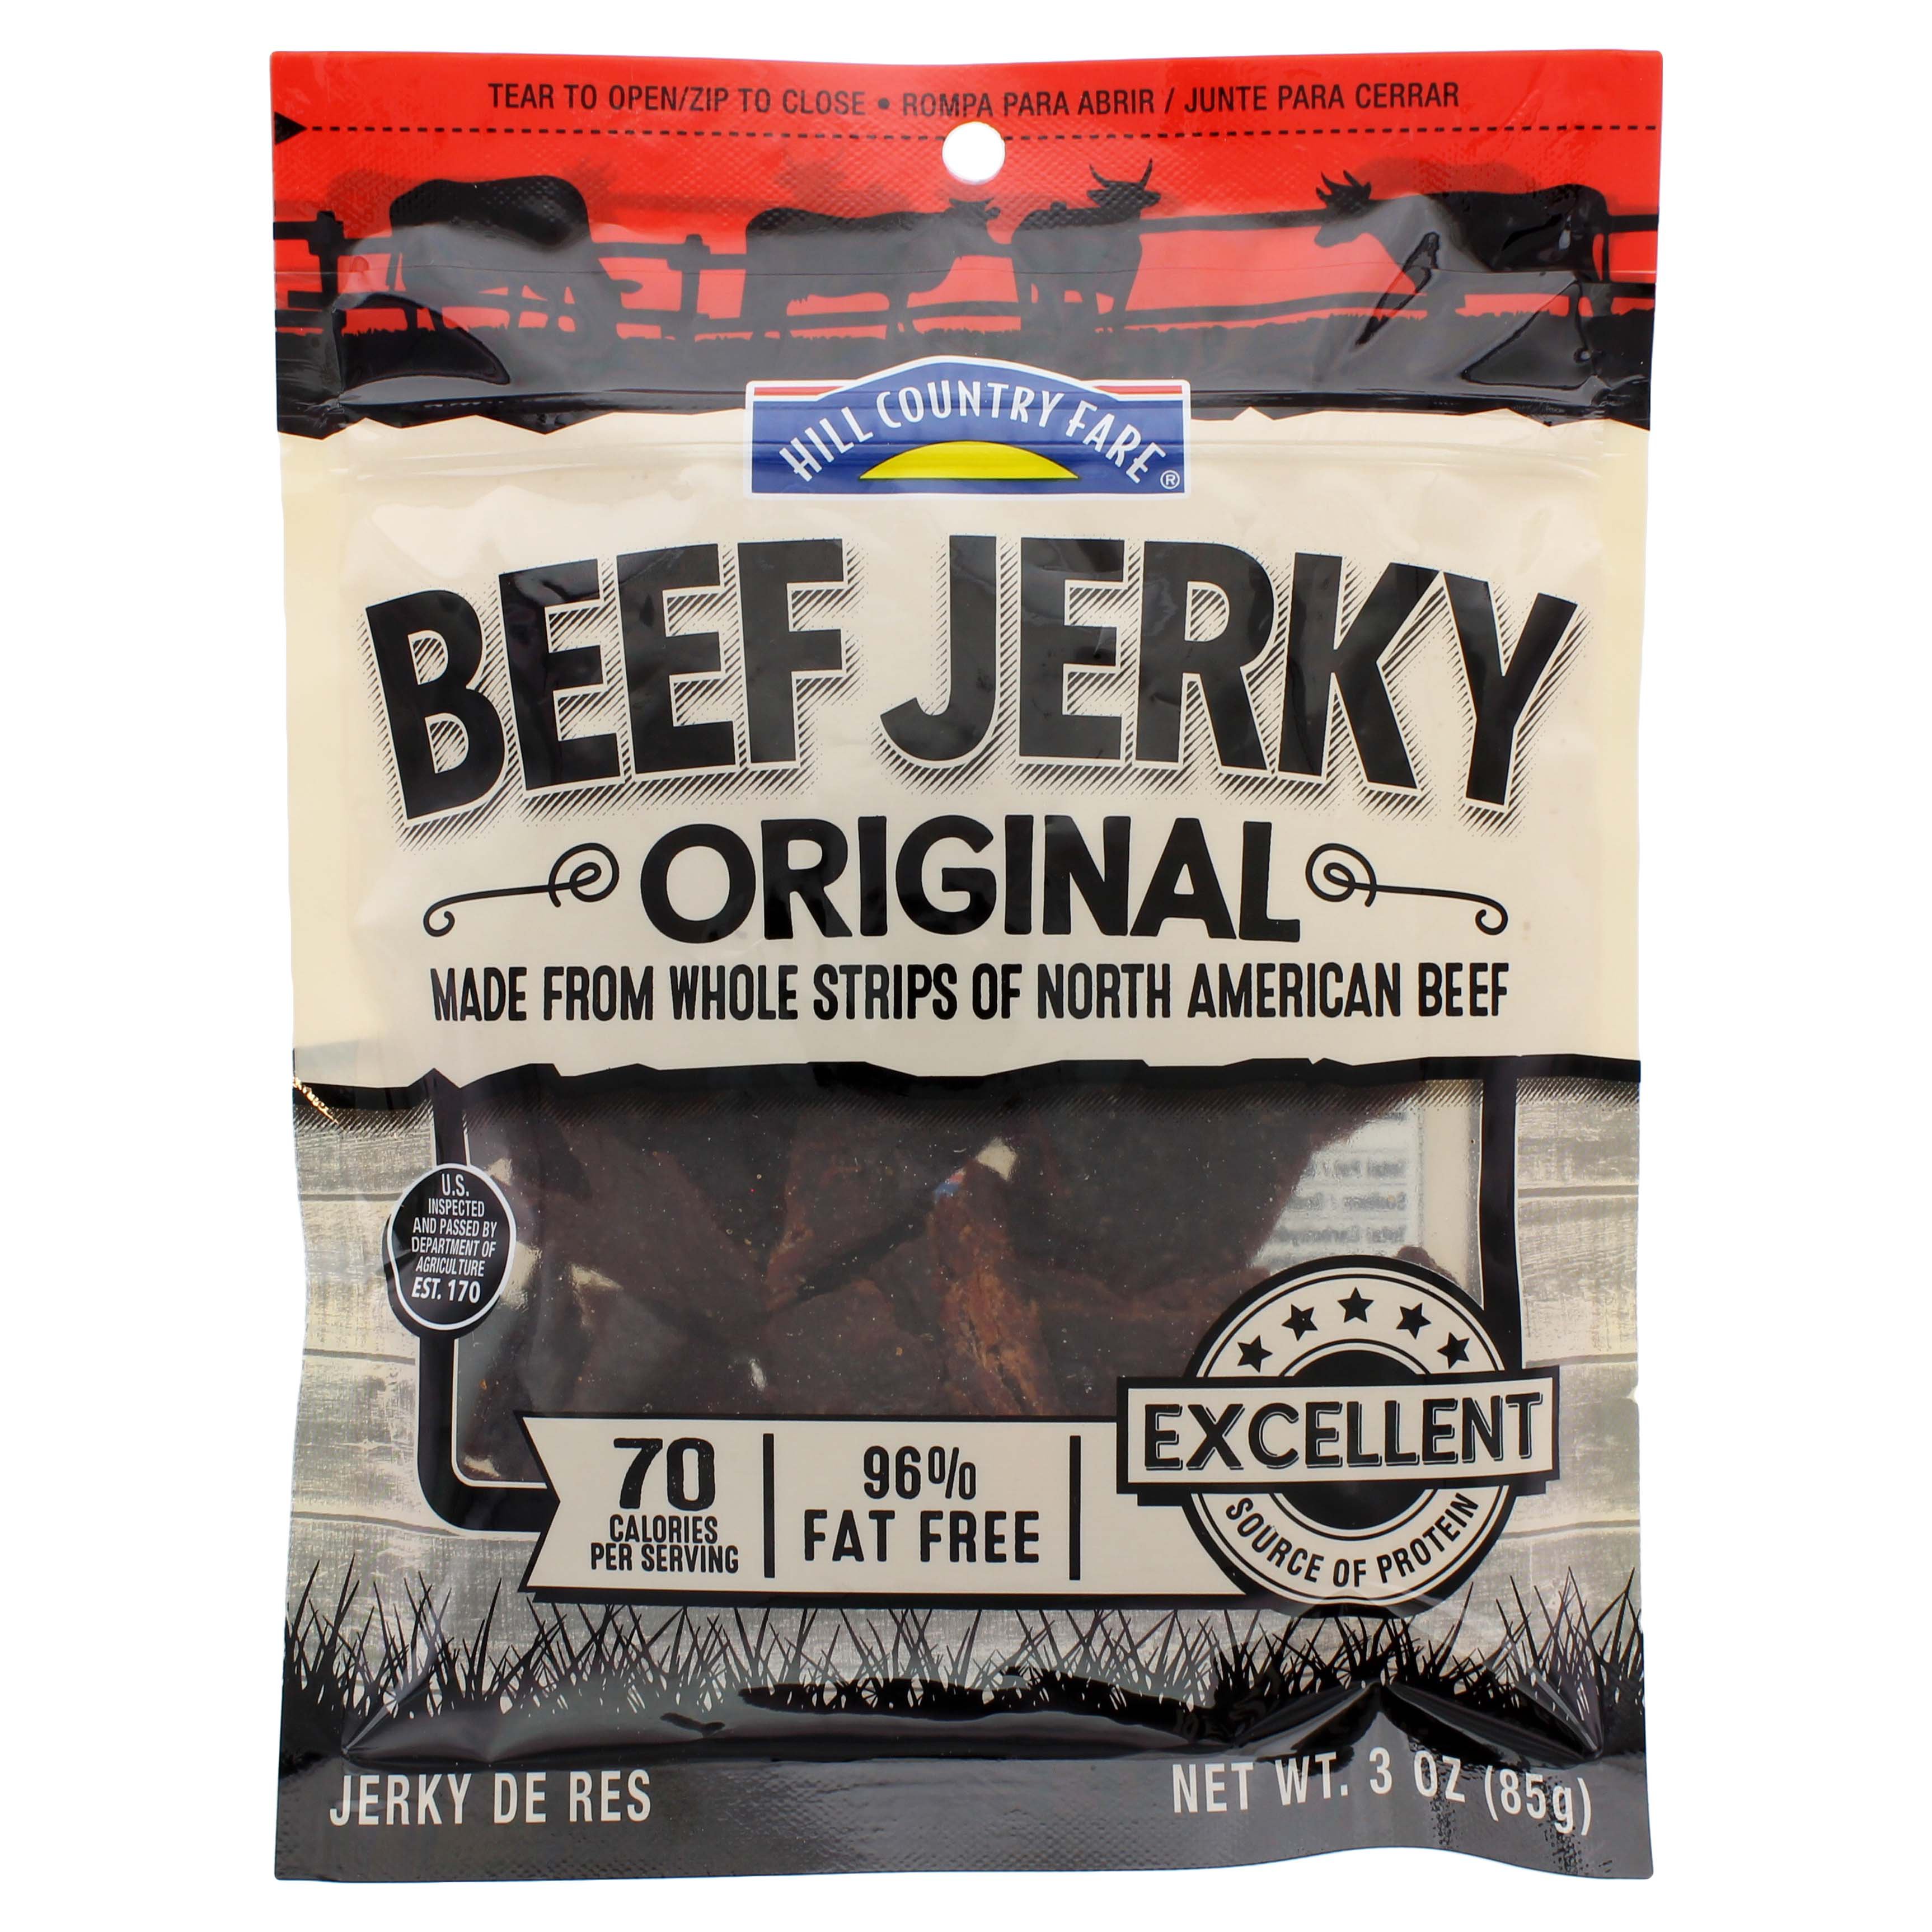 TEAR TO OPEN/ZIP TO CLOSE • ROMPA PARA ABRIR / JUNTE PARA CERRAR
HILL COUNTRY FARE®
BEEF JERKY
ORIGINAL
MADE FROM WHOLE STRIPS OF NORTH AMERICAN BEEF
U.S.
INSPECTED
AND PASSED BY
DEPARTMENT OF
AGRICULTURE
EST. 170
70
CALORIES
PER SERVING
96%
FAT FREE
EXCELLENT
SOURCE OF PROTEIN
JERKY DE RES
NET WT. 3 OZ (85g)